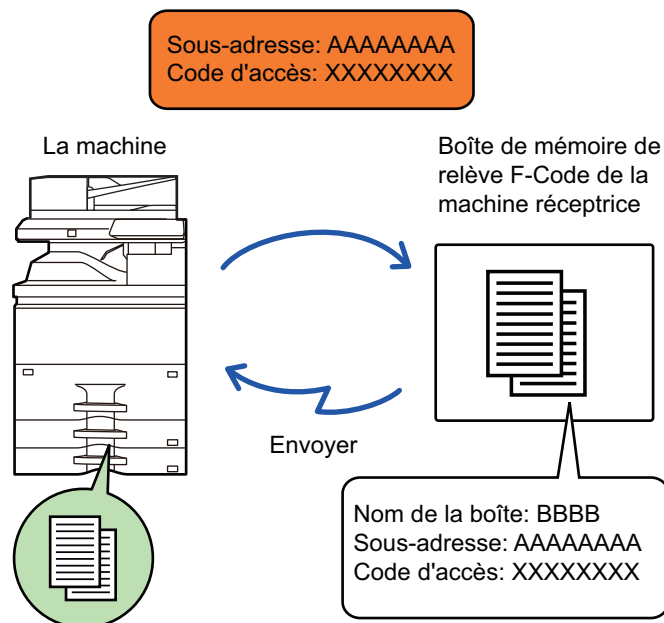 Sous-adresse: AAAAAAAA
Code d'accès: XXXXXXXX
La machine
Boîte de mémoire de
relève F-Code de la
machine réceptrice
Envoyer
Nom de la boîte: BBBB
Sous-adresse: AAAAAAAA
Code d'accès: XXXXXXXX